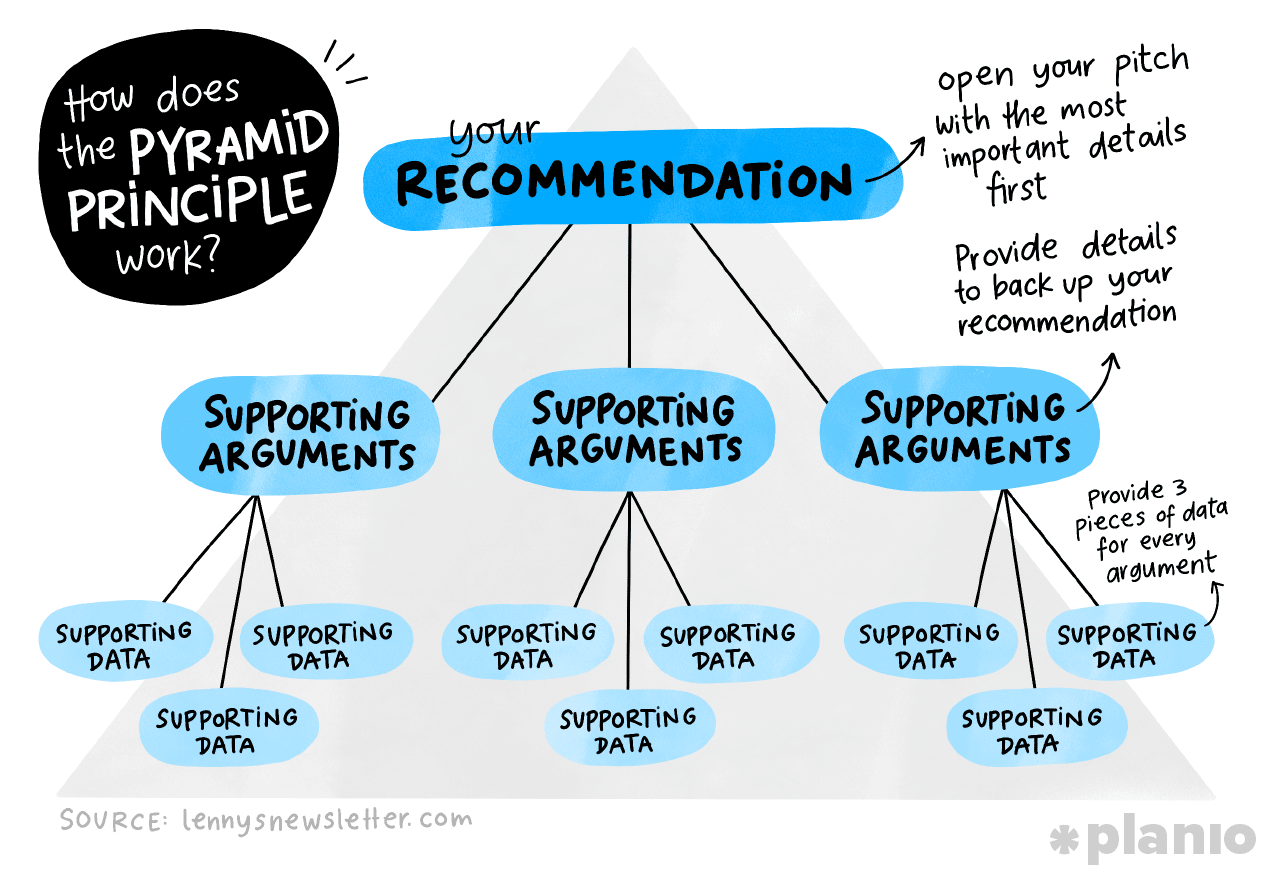 How does
the PYRAMID
PRINCIPLE
work?
your
RECOMMENDATION
open your pitch
with the most
important details
first
Provide details
to back up your
recommendation
SUPPORTING
ARGUMENTS
SUPPORTING
ARGUMENTS
SUPPORTING
ARGUMENTS
Provide 3
pieces of data
for every
argument
SUPPORTING
DATA
SUPPORTING
DATA
SUPPORTING
DATA
SUPPORTING
DATA
SUPPORTING
DATA
SUPPORTING
DATA
SUPPORTING
DATA
SUPPORTING
DATA
SUPPORTING
DATA
SOURCE: lennysnewsletter.com
planio